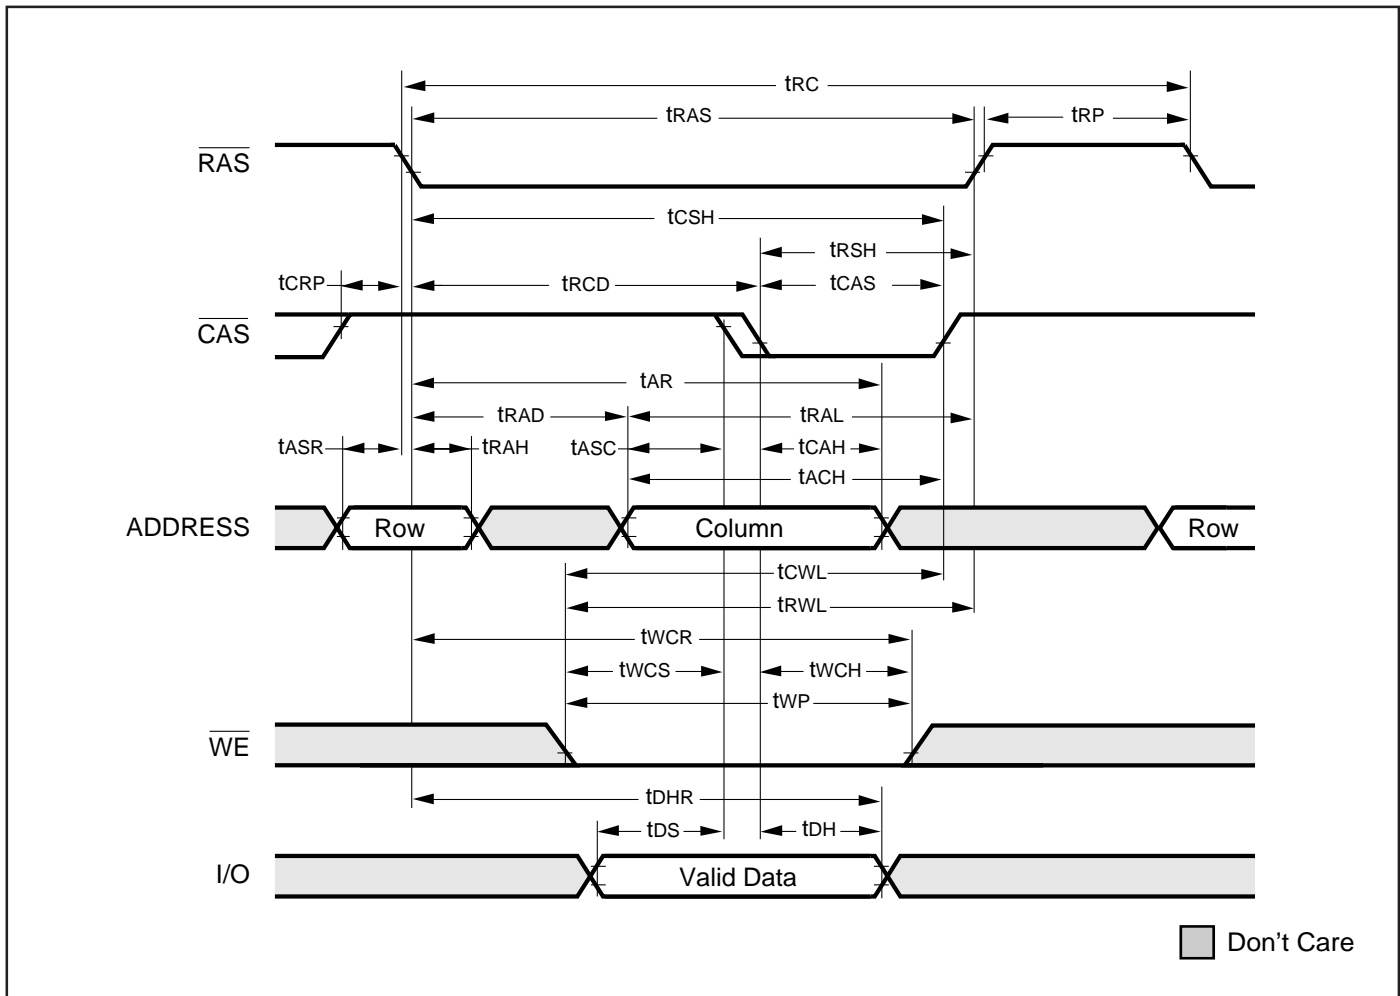 tRC
tRAS
tRP
RAS
tCSH
tRSH
tCRP
tRCD
tCAS
CAS
tAR
tRAD
tRAL
tASR
tRAH
tASC
tCAH
tACH
ADDRESS
Row
Column
Row
tCWL
tRWL
tWCR
tWCS
tWCH
tWP
WE
tDHR
tDS
tDH
I/O
Valid Data
Don't Care